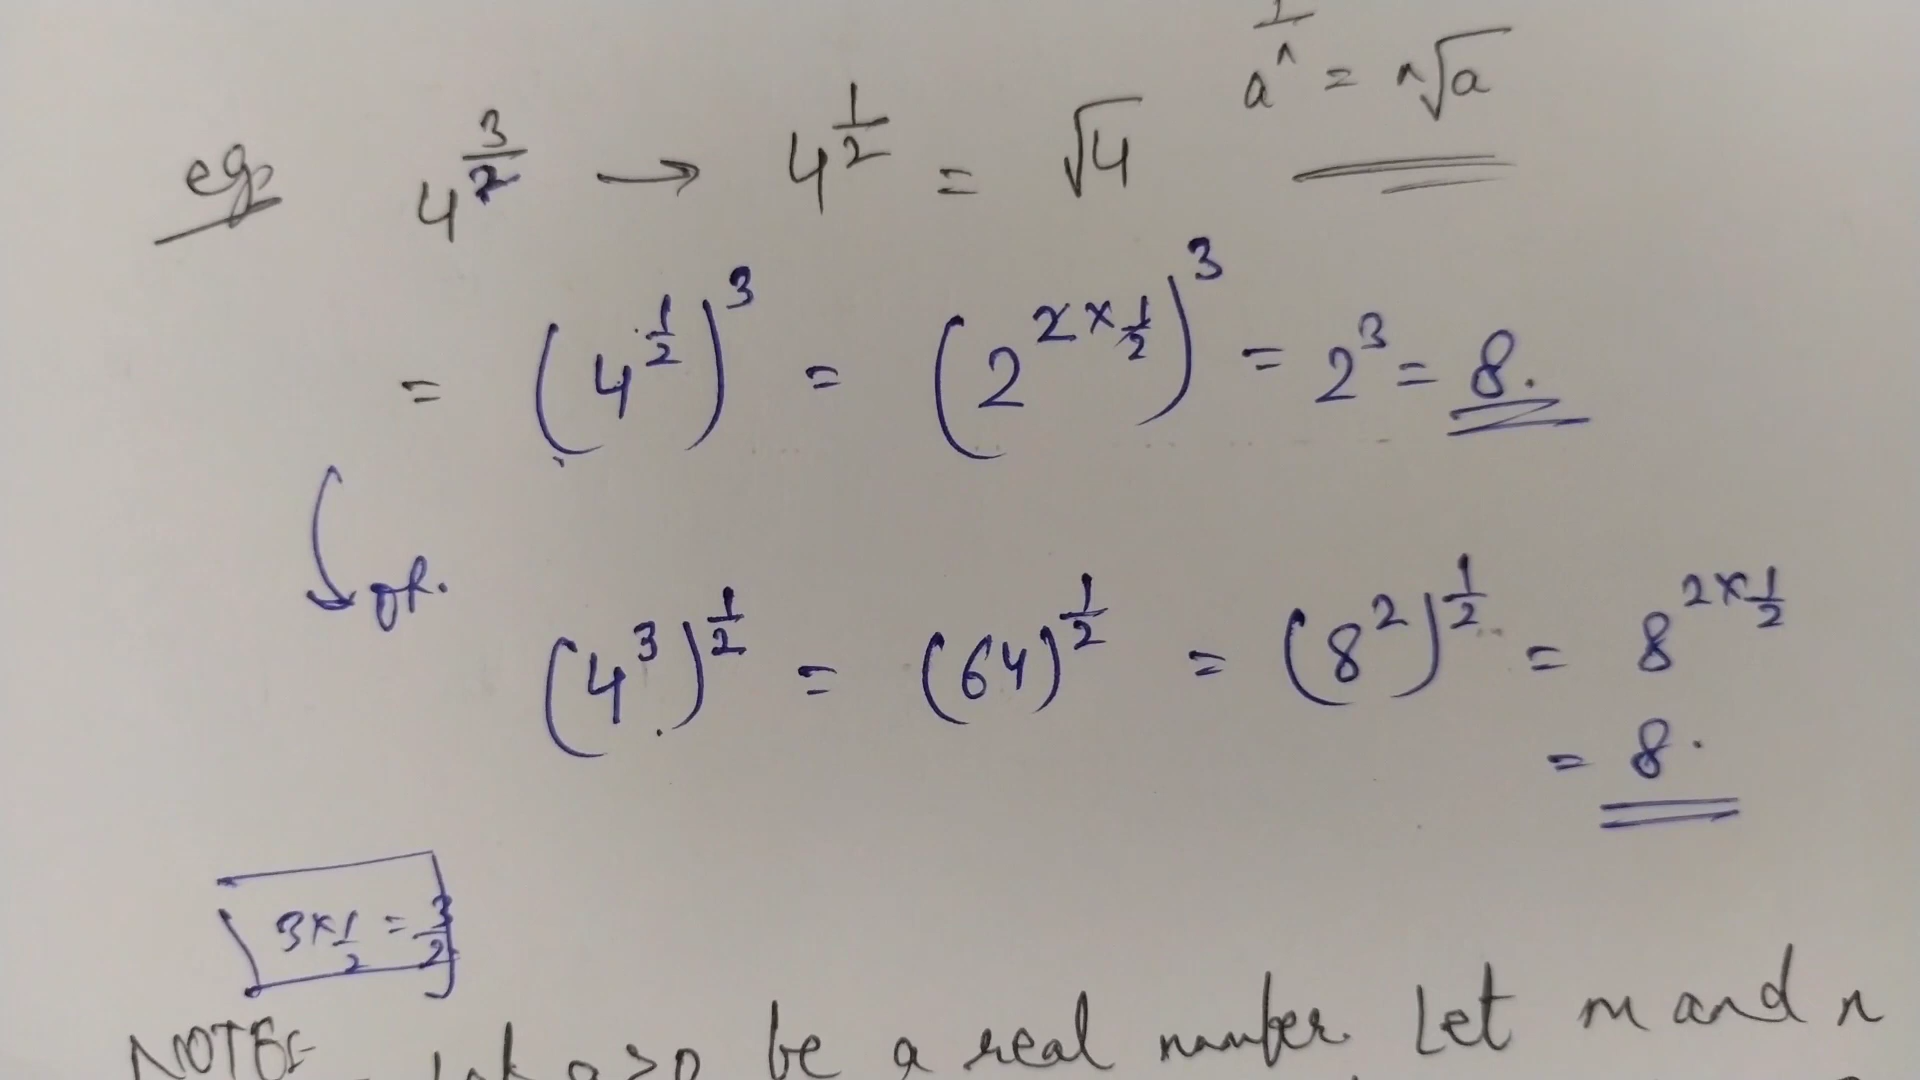 a^(1/n) = ⁿ√a
eg. 4^(3/2) → 4^(1/2) = √4
= (4^(1/2))^3 = (2^(2×1/2))^3 = 2^3 = 8.
or.
(4^3)^(1/2) = (64)^(1/2) = (8^2)^(1/2) = 8^(2×1/2)
= 8.
3×1/2 = 3/2
NOTE:- Let a>0 be a real number. Let m and n